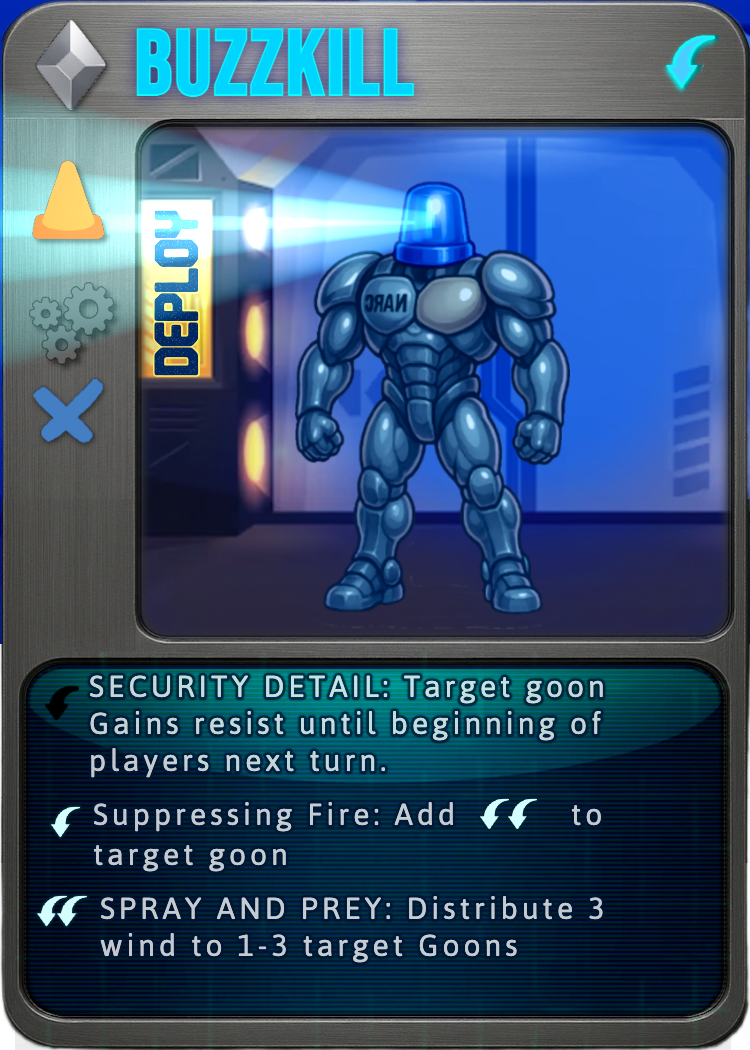 BUZZKILL
DEPLOY
NARC
SECURITY DETAIL: Target goon
Gains resist until beginning of
players next turn.
Suppressing Fire: Add to
target goon
SPRAY AND PREY: Distribute 3
wind to 1-3 target Goons